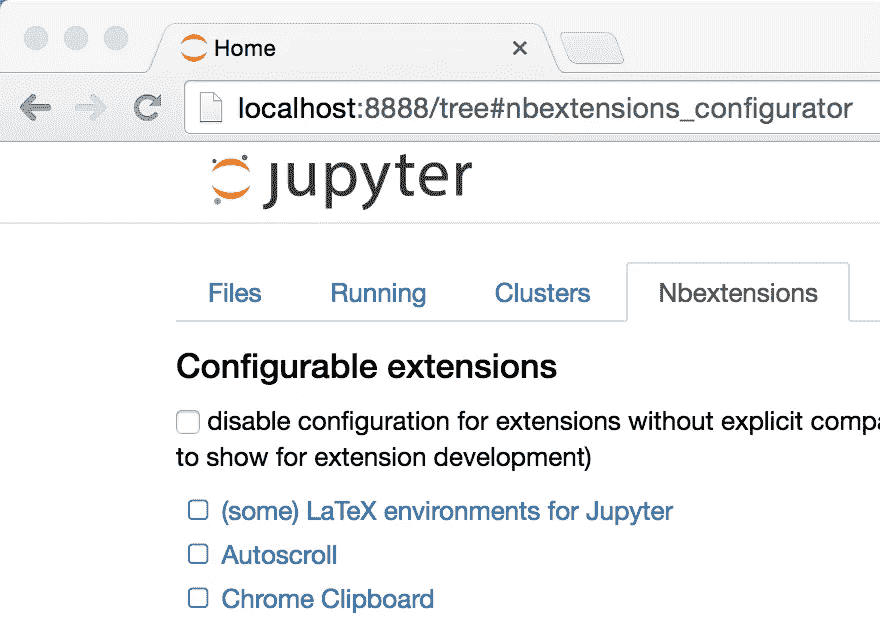 Home
localhost:8888/tree#nbextensions_configurator
jupyter
Files Running Clusters Nbextensions
Configurable extensions
disable configuration for extensions without explicit compa
to show for extension development)
(some) LaTeX environments for Jupyter
Autoscroll
Chrome Clipboard